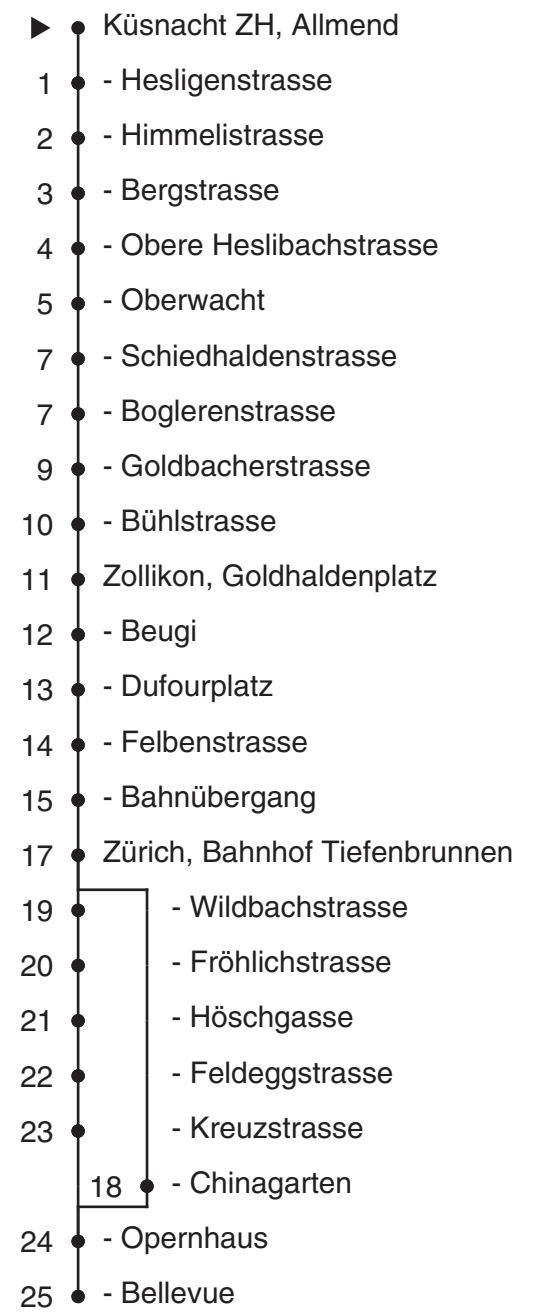 ▶ Küsnacht ZH, Allmend
1 - Hesligenstrasse
2 - Himmelistrasse
3 - Bergstrasse
4 - Obere Heslibachstrasse
5 - Oberwacht
7 - Schiedhaldenstrasse
7 - Boglerenstrasse
9 - Goldbacherstrasse
10 - Bühlstrasse
11 Zollikon, Goldhaldenplatz
12 - Beugi
13 - Dufourplatz
14 - Felbenstrasse
15 - Bahnübergang
17 Zürich, Bahnhof Tiefenbrunnen
19 - Wildbachstrasse
20 - Fröhlichstrasse
21 - Höschgasse
22 - Feldeggstrasse
23 - Kreuzstrasse
18 - Chinagarten
24 - Opernhaus
25 - Bellevue